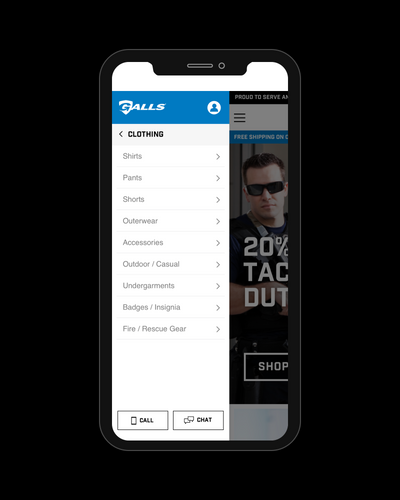 GALLS
CLOTHING
Shirts
Pants
Shorts
Outerwear
Accessories
Outdoor / Casual
Undergarments
Badges / Insignia
Fire / Rescue Gear
CALL
CHAT
PROUD TO SERVE
FREE SHIPPING ON
20%
TAC
DUT
SHOP